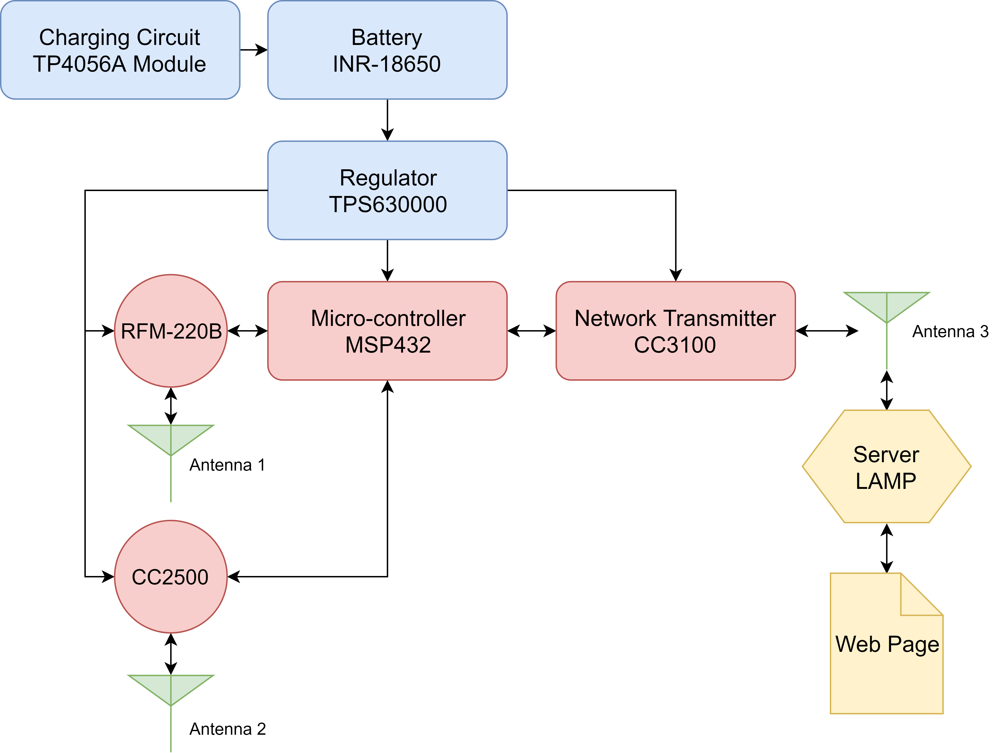 Charging Circuit
TP4056A Module
Battery
INR-18650
Regulator
TPS630000
RFM-220B
Micro-controller
MSP432
Network Transmitter
CC3100
Antenna 3
Antenna 1
Server
LAMP
CC2500
Web Page
Antenna 2